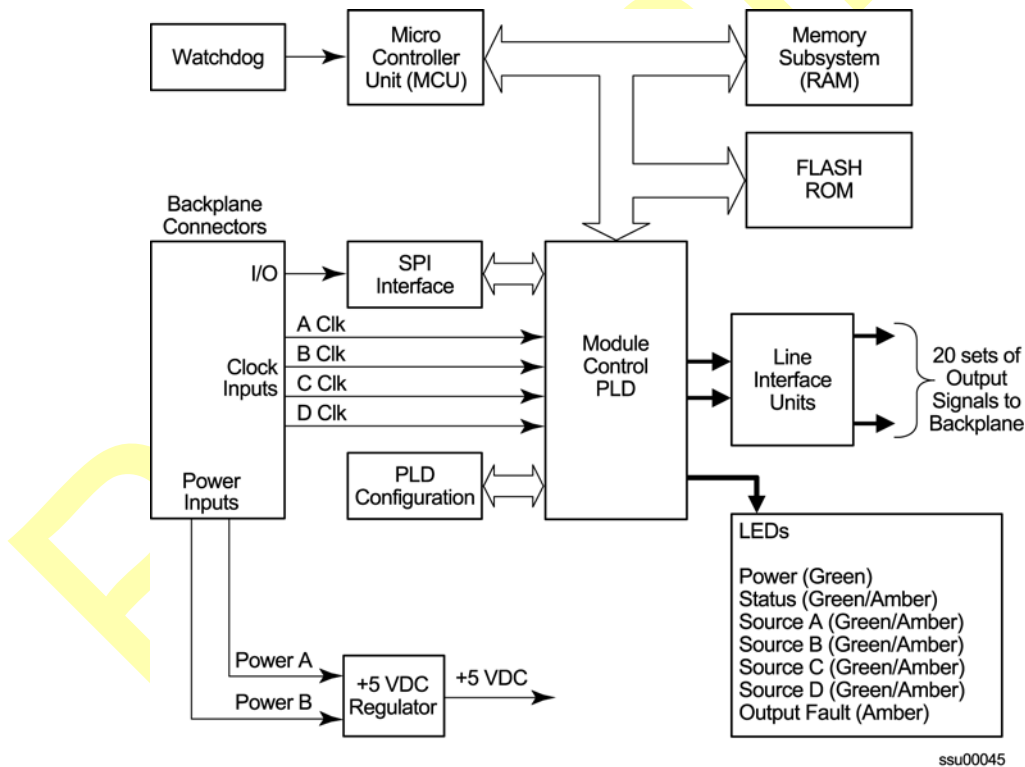 Watchdog
Micro
Controller
Unit (MCU)
Memory
Subsystem
(RAM)
FLASH
ROM
Backplane
Connectors
I/O
SPI
Interface
A Clk
B Clk
C Clk
D Clk
Clock
Inputs
Module
Control
PLD
Line
Interface
Units
20 sets of
Output
Signals to
Backplane
PLD
Configuration
Power
Inputs
LEDs
Power (Green)
Status (Green/Amber)
Source A (Green/Amber)
Source B (Green/Amber)
Source C (Green/Amber)
Source D (Green/Amber)
Output Fault (Amber)
Power A
Power B
+5 VDC
Regulator
+5 VDC
ssu00045